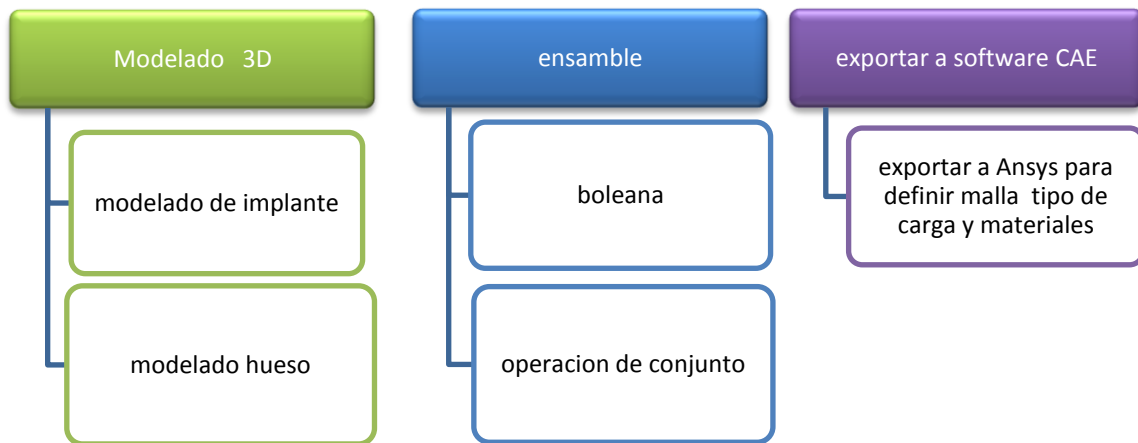 Modelado 3D
modelado de implante
modelado hueso
ensamble
boleana
operacion de conjunto
exportar a software CAE
exportar a Ansys para
definir malla tipo de
carga y materiales